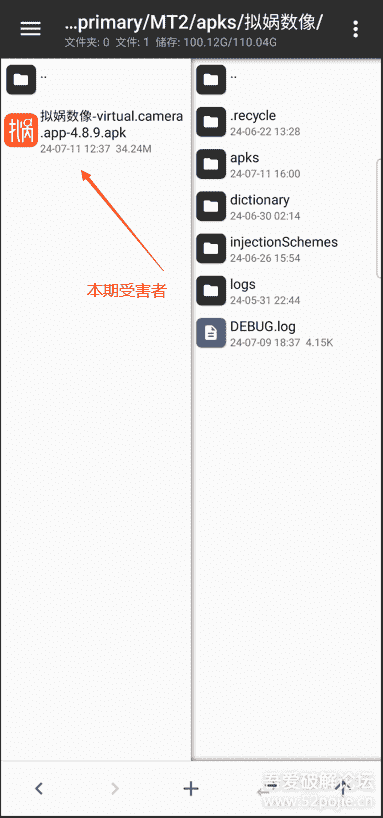 ...primary/MT2/apks/拟娲数像/
文件夹: 0 文件: 1 储存: 100.12G/110.04G
..
拟娲数像-virtual.camera
.app-4.8.9.apk
24-07-11 12:37 34.24M
拟娲
本期受害者
..
.recycle
24-06-22 13:28
apks
24-07-11 16:00
dictionary
24-06-30 02:14
injectionSchemes
24-06-26 15:54
logs
24-05-31 22:44
DEBUG.log
24-07-09 18:37 4.15K
吾爱破解论坛
www.52pojie.cn